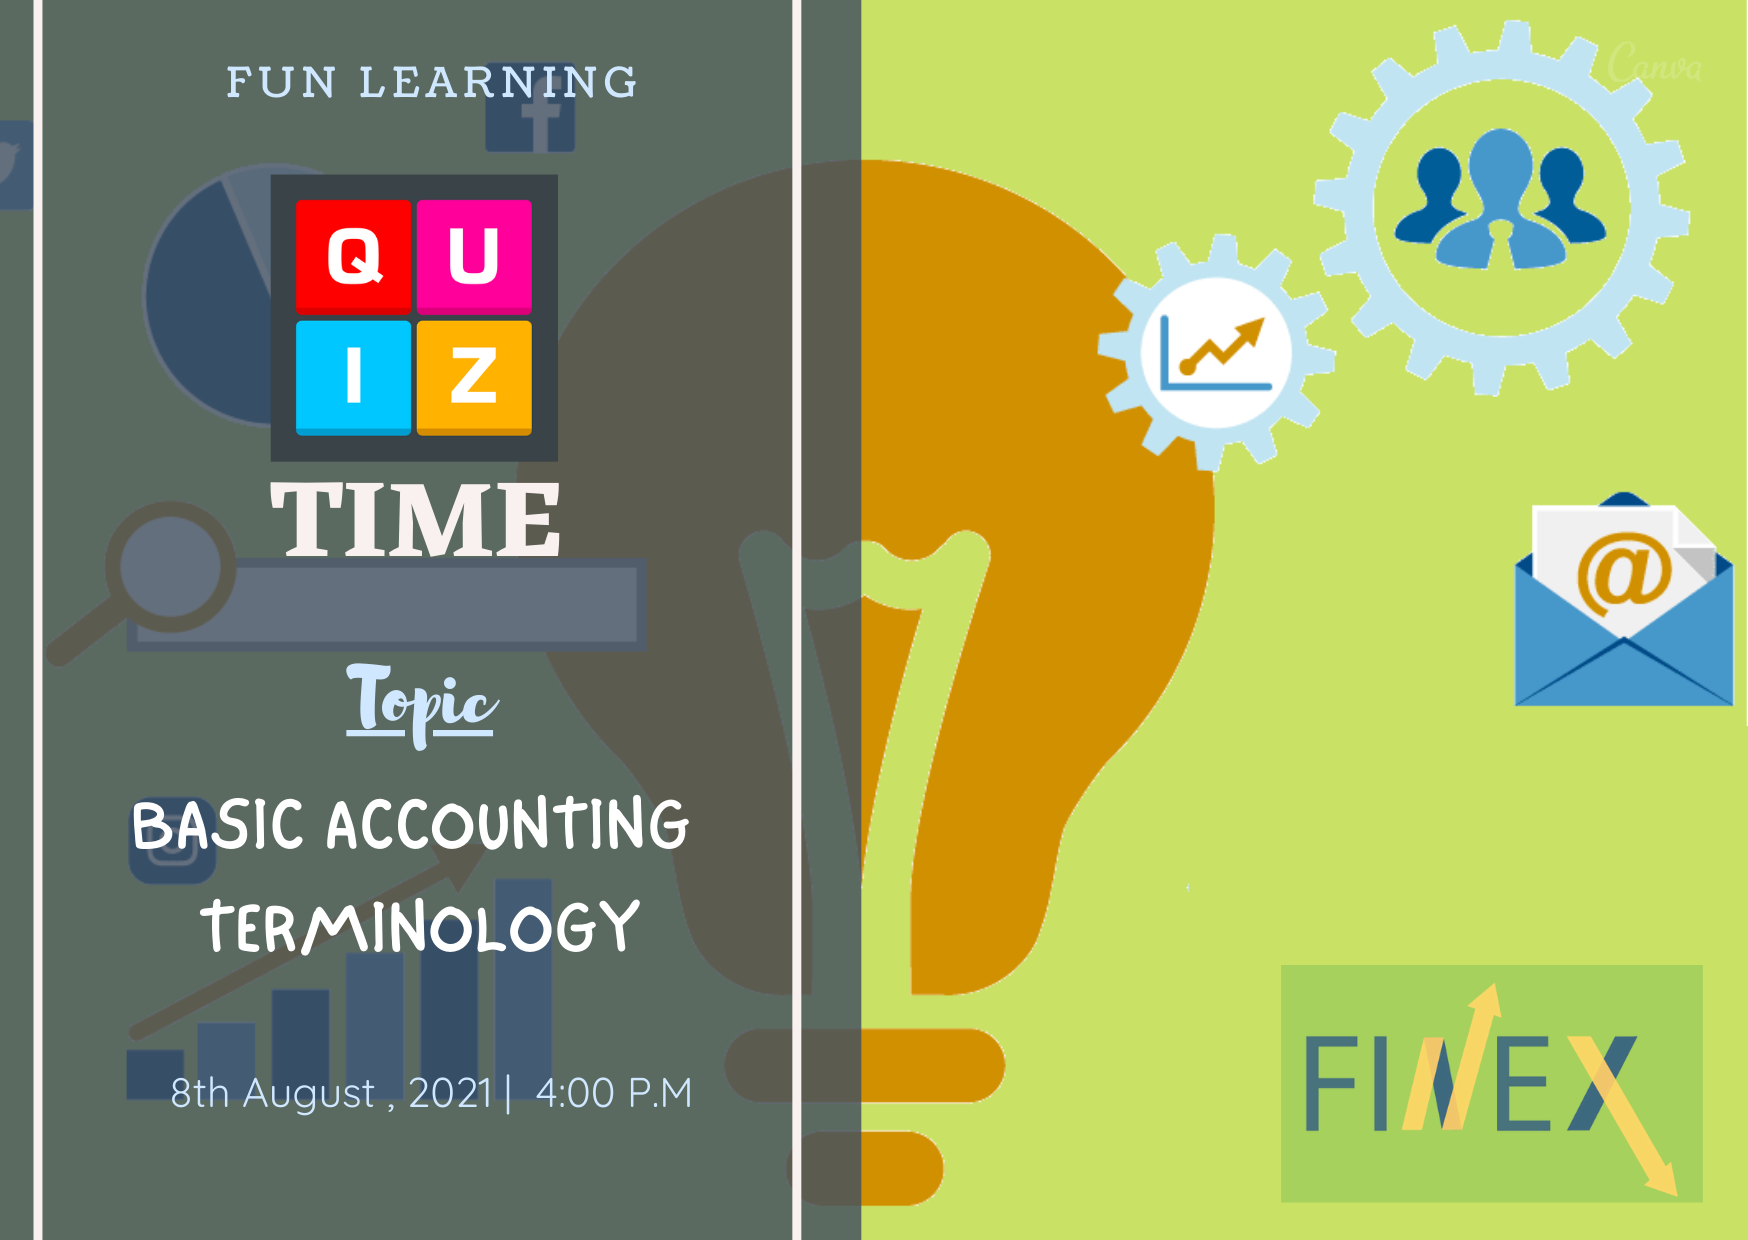 FUN LEARNING
Q U
I Z
TIME
Topic
BASIC ACCOUNTING
TERMINOLOGY
8th August , 2021 | 4:00 P.M
Canva
@
FINEX